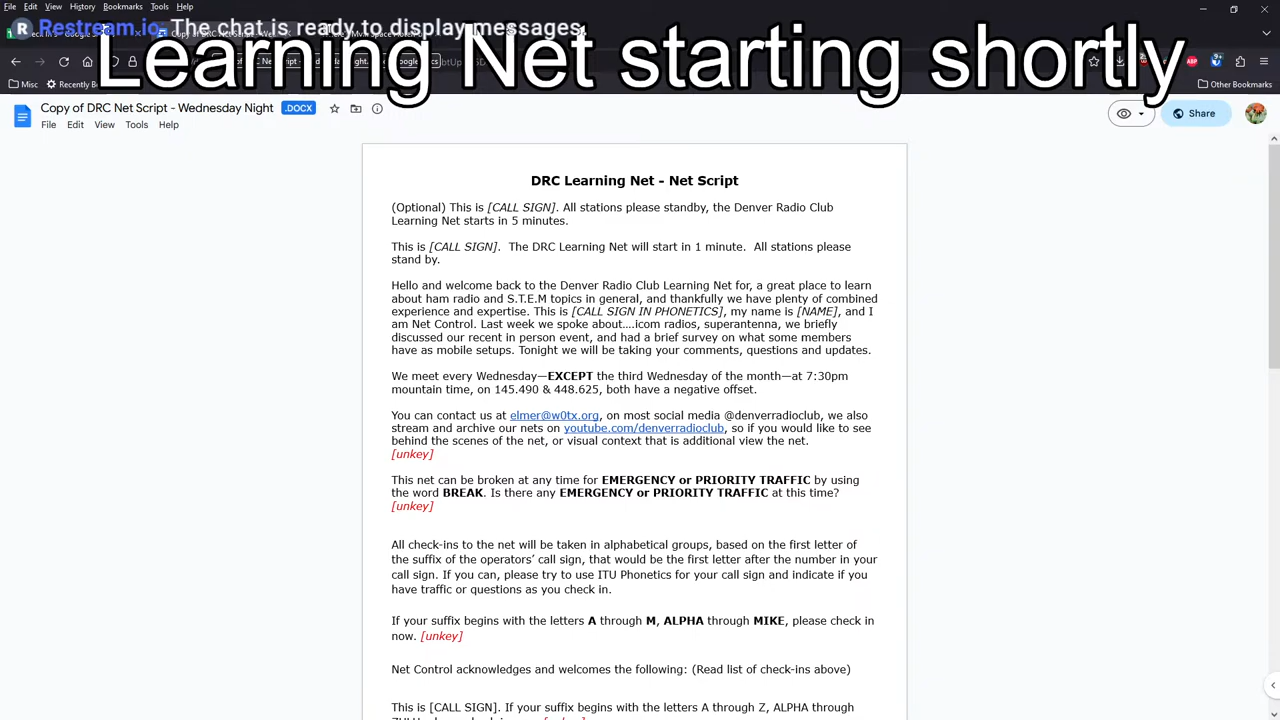 File Edit View History Bookmarks Tools Help
R Restream.io The chat is ready to display messages.
Learning Net starting shortly
Misc Recently Other Bookmarks
Copy of DRC Net Script - Wednesday Night .DOCX
Share
File Edit View Tools Help
DRC Learning Net - Net Script
(Optional) This is [CALL SIGN]. All stations please standby, the Denver Radio Club
Learning Net starts in 5 minutes.
This is [CALL SIGN]. The DRC Learning Net will start in 1 minute. All stations please
stand by.
Hello and welcome back to the Denver Radio Club Learning Net for, a great place to learn
about ham radio and S.T.E.M topics in general, and thankfully we have plenty of combined
experience and expertise. This is [CALL SIGN IN PHONETICS], my name is [NAME], and I
am Net Control. Last week we spoke about....icom radios, superantenna, we briefly
discussed our recent in person event, and had a brief survey on what some members
have as mobile setups. Tonight we will be taking your comments, questions and updates.
We meet every Wednesday—EXCEPT the third Wednesday of the month—at 7:30pm
mountain time, on 145.490 & 448.625, both have a negative offset.
You can contact us at elmer@w0tx.org, on most social media @denverradioclub, we also
stream and archive our nets on youtube.com/denverradioclub, so if you would like to see
behind the scenes of the net, or visual context that is additional view the net.
[unkey]
This net can be broken at any time for EMERGENCY or PRIORITY TRAFFIC by using
the word BREAK. Is there any EMERGENCY or PRIORITY TRAFFIC at this time?
[unkey]
All check-ins to the net will be taken in alphabetical groups, based on the first letter of
the suffix of the operators' call sign, that would be the first letter after the number in your
call sign. If you can, please try to use ITU Phonetics for your call sign and indicate if you
have traffic or questions as you check in.
If your suffix begins with the letters A through M, ALPHA through MIKE, please check in
now. [unkey]
Net Control acknowledges and welcomes the following: (Read list of check-ins above)
This is [CALL SIGN]. If your suffix begins with the letters A through Z, ALPHA through